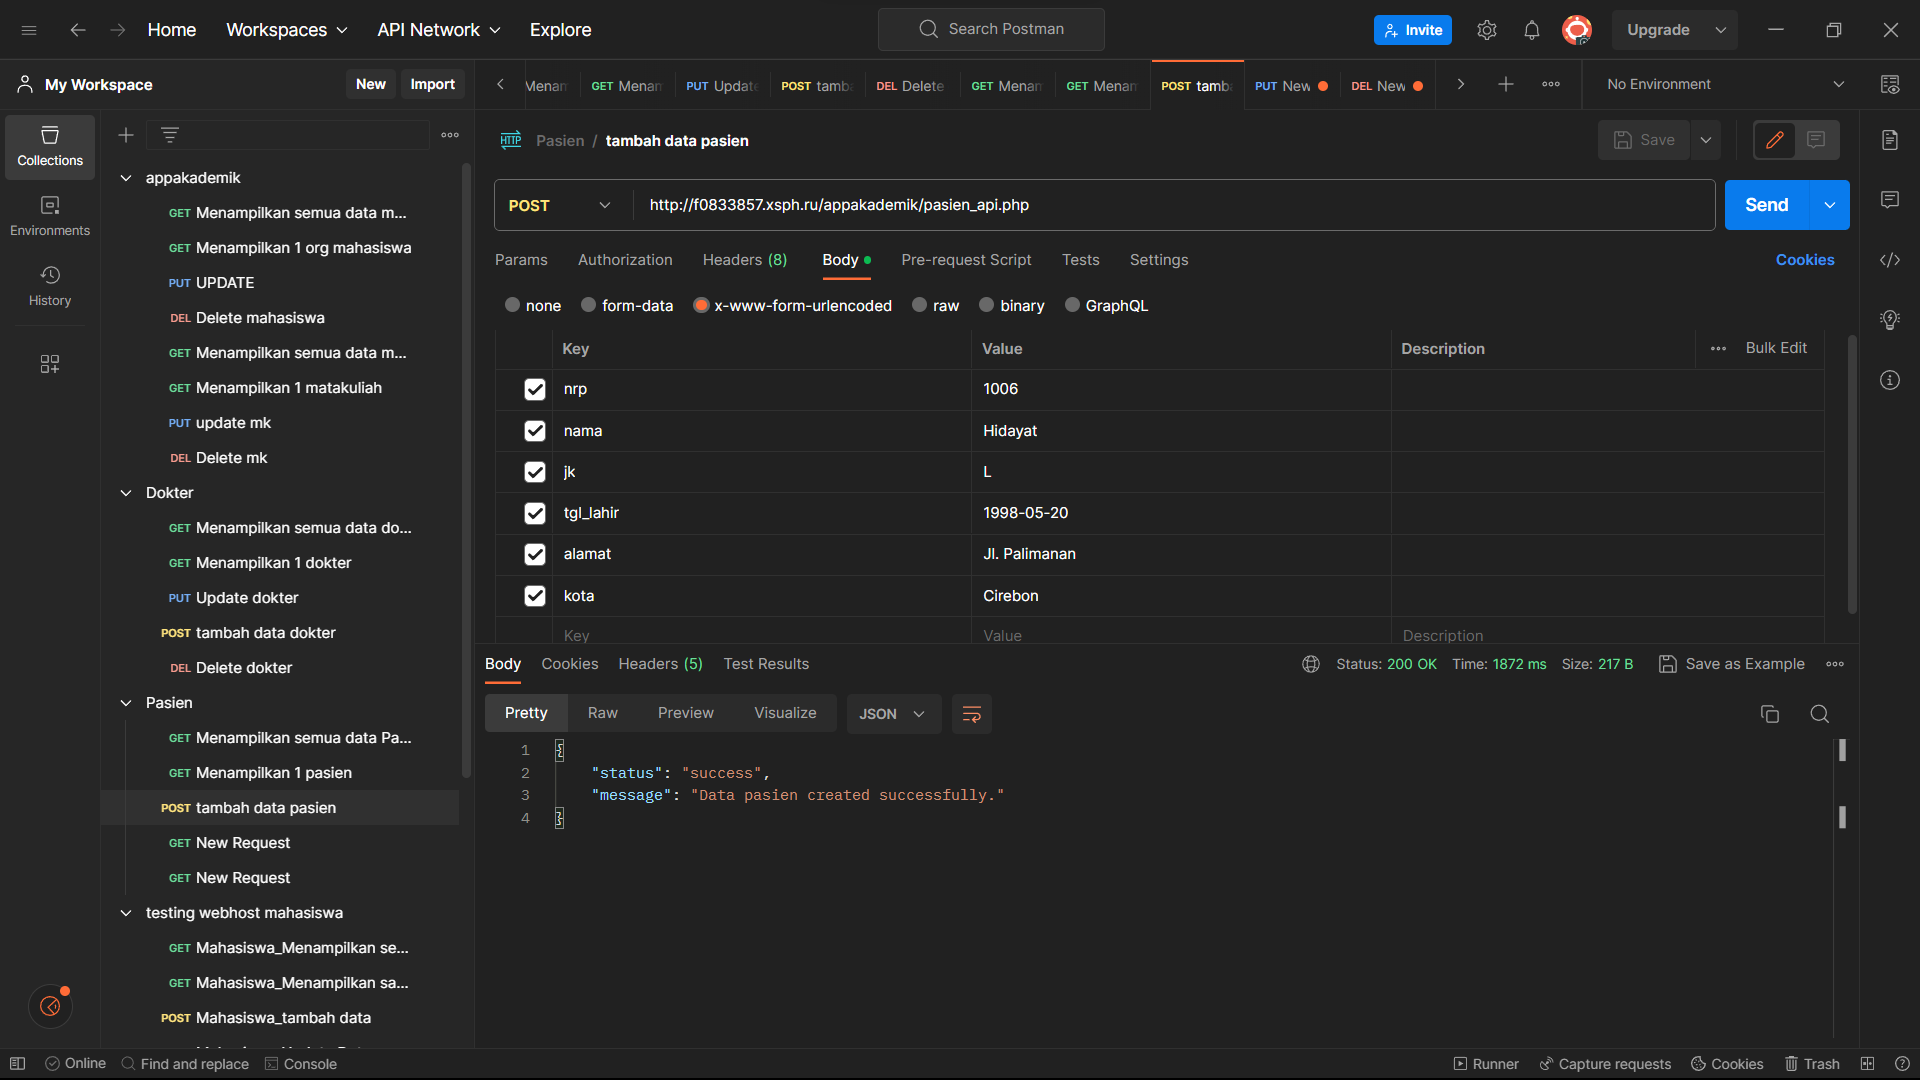 Home Workspaces API Network Explore Search Postman Invite Upgrade
My Workspace New Import
GET Menam PUT Update POST tamb DEL Delete GET Menam GET Menam POST tamb PUT New DEL New No Environment
Collections
Environments
History
appakademik
GET Menampilkan semua data m...
GET Menampilkan 1 org mahasiswa
PUT UPDATE
DEL Delete mahasiswa
GET Menampilkan semua data m...
GET Menampilkan 1 matakuliah
PUT update mk
DEL Delete mk
Dokter
GET Menampilkan semua data do...
GET Menampilkan 1 dokter
PUT Update dokter
POST tambah data dokter
DEL Delete dokter
Pasien
GET Menampilkan semua data Pa...
GET Menampilkan 1 pasien
POST tambah data pasien
GET New Request
GET New Request
testing webhost mahasiswa
GET Mahasiswa_Menampilkan se...
GET Mahasiswa_Menampilkan sa...
POST Mahasiswa_tambah data
HTTP Pasien / tambah data pasien Save
POST http://f0833857.xsph.ru/appakademik/pasien_api.php Send
Params Authorization Headers (8) Body Pre-request Script Tests Settings Cookies
none form-data x-www-form-urlencoded raw binary GraphQL
Key Value Description Bulk Edit
nrp 1006
nama Hidayat
jk L
tgl_lahir 1998-05-20
alamat Jl. Palimanan
kota Cirebon
Key Value Description
Body Cookies Headers (5) Test Results Status: 200 OK Time: 1872 ms Size: 217 B Save as Example
Pretty Raw Preview Visualize JSON
1 {
2 "status": "success",
3 "message": "Data pasien created successfully."
4 }
Online Find and replace Console Runner Capture requests Cookies Trash